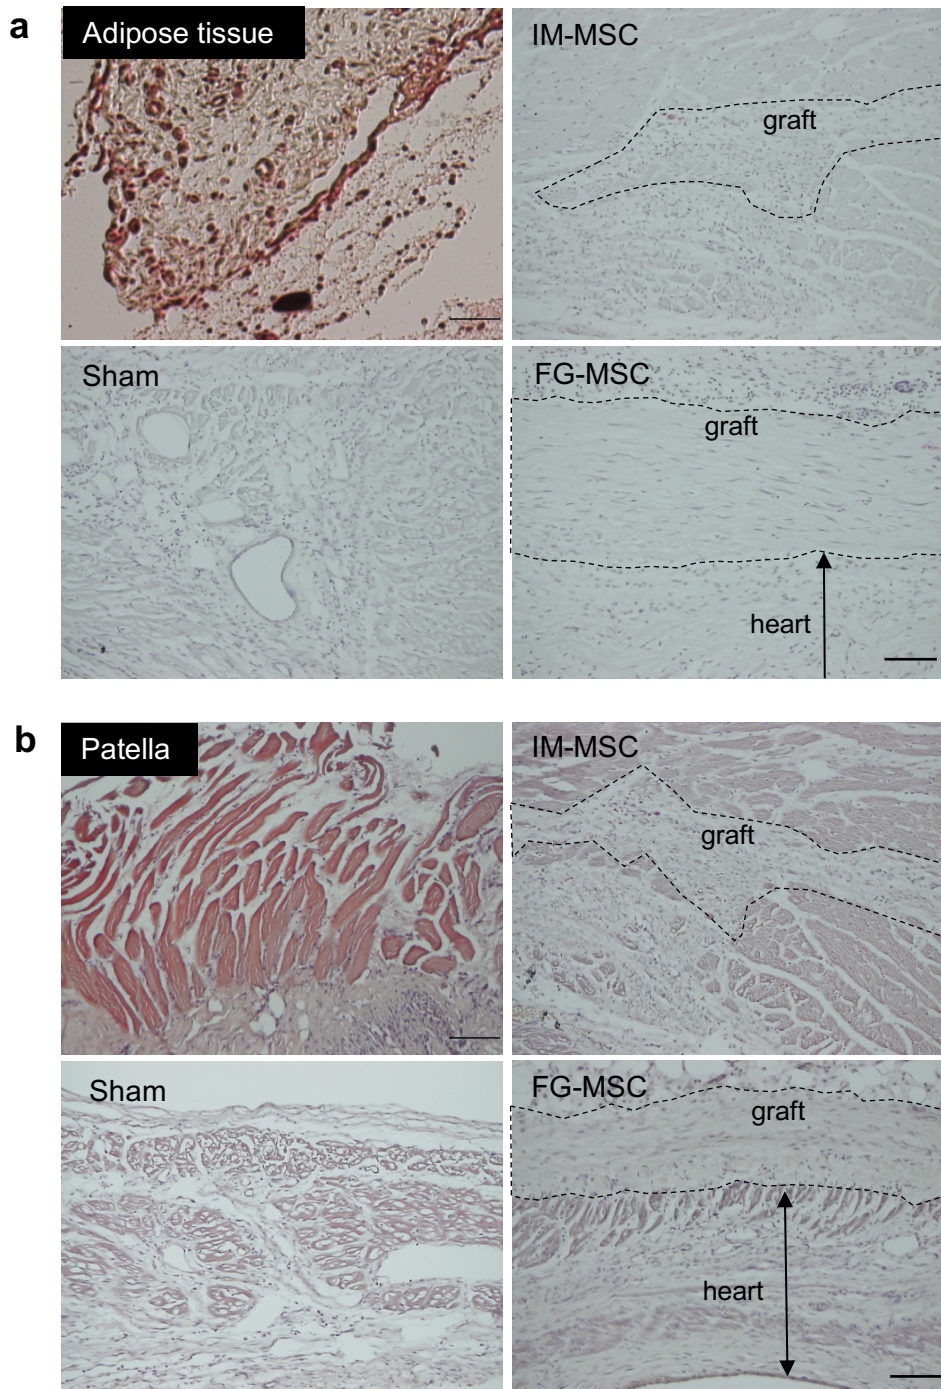 a
Adipose tissue
IM-MSC
graft
Sham
FG-MSC
graft
heart
b
Patella
IM-MSC
graft
Sham
FG-MSC
graft
heart